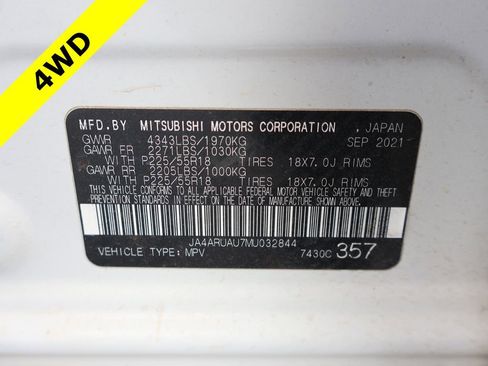 4WD
MFD.BY MITSUBISHI MOTORS CORPORATION , JAPAN
GVWR 4343LBS/1970KG SEP 2021
GAWR FR 2271LBS/1030KG
WITH P225/55R18 TIRES 18X7.0J RIMS
GAWR RR 2205LBS/1000KG
WITH P225/55R18 TIRES 18X7.0J RIMS
THIS VEHICLE CONFORMS TO ALL APPLICABLE FEDERAL MOTOR VEHICLE SAFETY, BUMPER, AND THEFT
PREVENTION STANDARDS IN EFFECT ON THE DATE OF MANUFACTURE SHOWN ABOVE.
JA4ARUAU7MU032844
VEHICLE TYPE: MPV 7430C 357